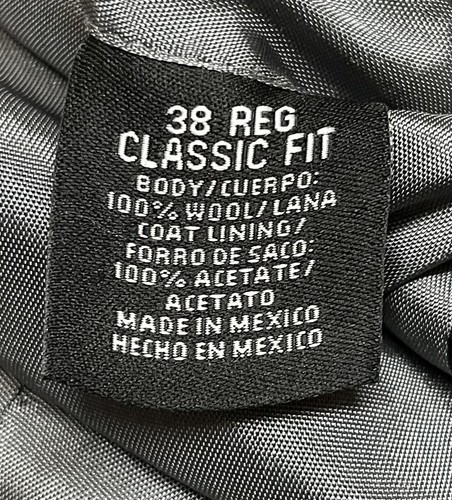 38 REG
CLASSIC FIT
BODY/CUERPO:
100% WOOL/LANA
COAT LINING/
FORRO DE SACO:
100% ACETATE/
ACETATO
MADE IN MEXICO
HECHO EN MEXICO